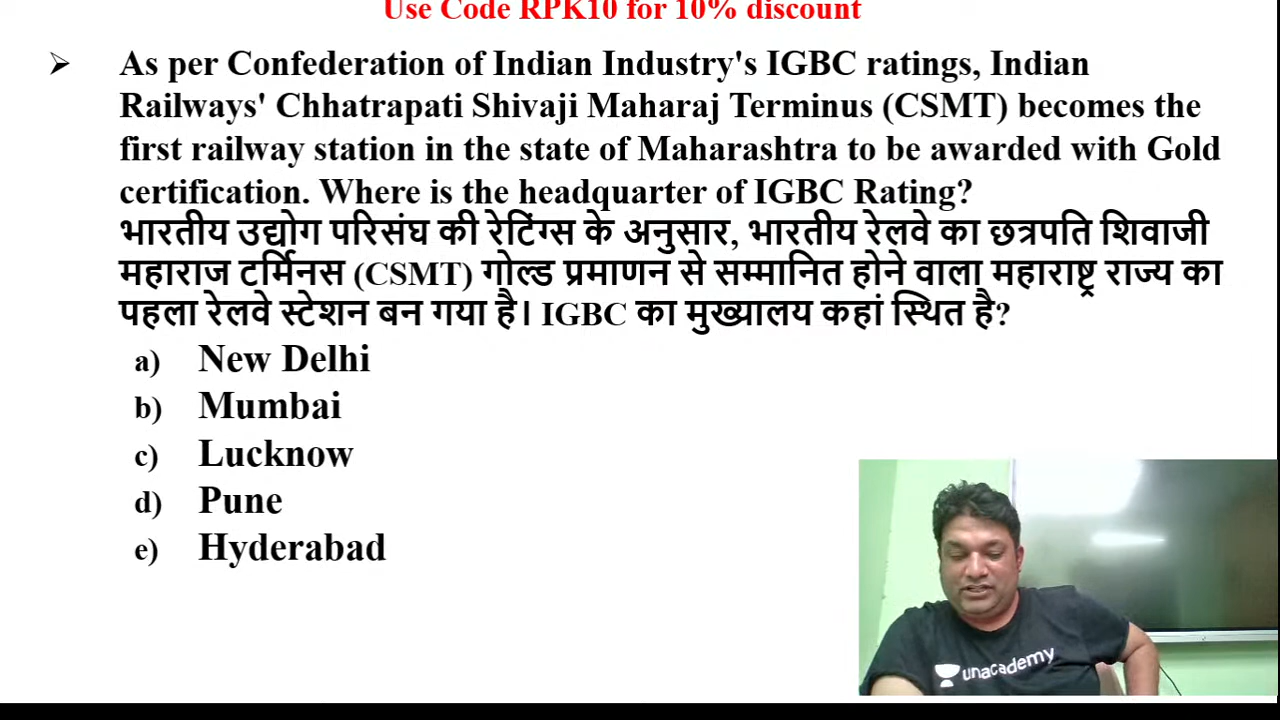 Use Code RPK10 for 10% discount
➢ As per Confederation of Indian Industry's IGBC ratings, Indian
Railways' Chhatrapati Shivaji Maharaj Terminus (CSMT) becomes the
first railway station in the state of Maharashtra to be awarded with Gold
certification. Where is the headquarter of IGBC Rating?
भारतीय उद्योग परिसंघ की रेटिंग्स के अनुसार, भारतीय रेलवे का छत्रपति शिवाजी
महाराज टर्मिनस (CSMT) गोल्ड प्रमाणन से सम्मानित होने वाला महाराष्ट्र राज्य का
पहला रेलवे स्टेशन बन गया है। IGBC का मुख्यालय कहां स्थित है?
a) New Delhi
b) Mumbai
c) Lucknow
d) Pune
e) Hyderabad
unacademy